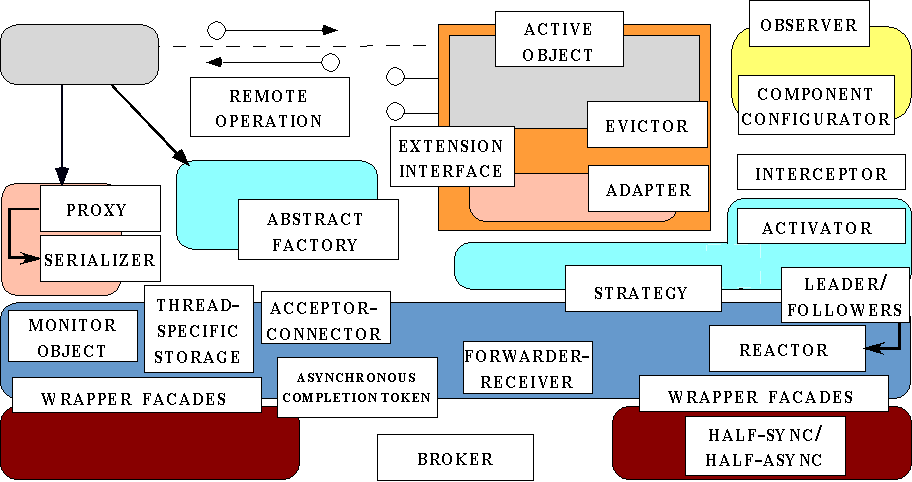 ACTIVE
OBJECT
OBSERVER
REMOTE
OPERATION
COMPONENT
CONFIGURATOR
EVICTOR
EXTENSION
INTERFACE
INTERCEPTOR
ADAPTER
PROXY
ABSTRACT
FACTORY
ACTIVATOR
SERIALIZER
STRATEGY
LEADER/
FOLLOWERS
MONITOR
OBJECT
THREAD-
SPECIFIC
STORAGE
ACCEPTOR-
CONNECTOR
FORWARDER-
RECEIVER
REACTOR
WRAPPER FACADES
ASYNCHRONOUS
COMPLETION TOKEN
WRAPPER FACADES
BROKER
HALF-SYNC/
HALF-ASYNC